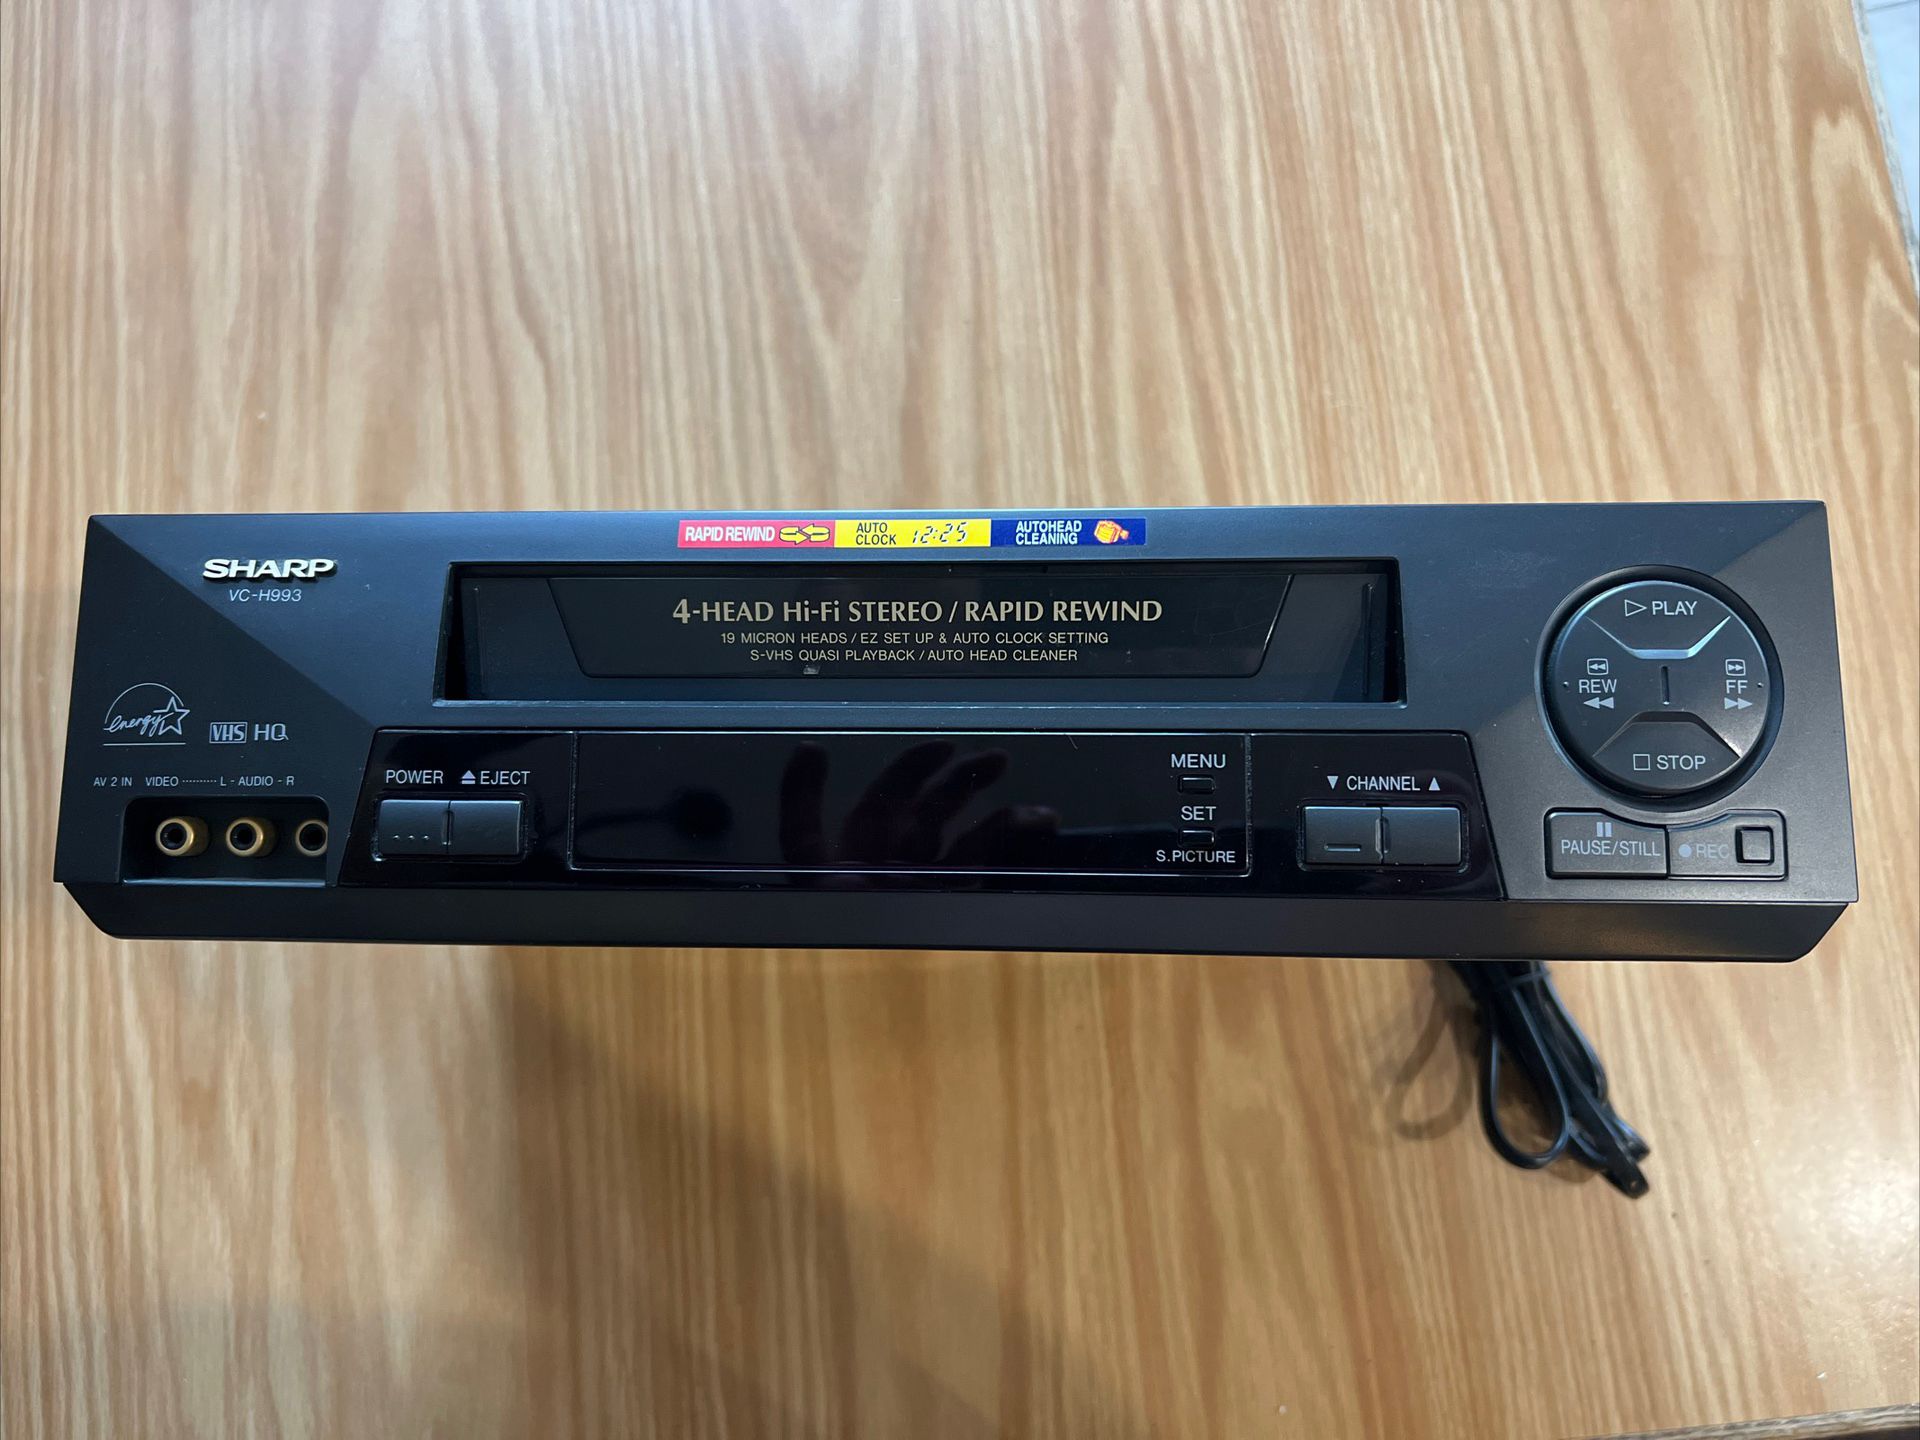 RAPID REWIND
AUTO CLOCK 12:25
AUTOHEAD CLEANING
SHARP
VC-H993
4-HEAD Hi-Fi STEREO / RAPID REWIND
19 MICRON HEADS / EZ SET UP & AUTO CLOCK SETTING
S-VHS QUASI PLAYBACK / AUTO HEAD CLEANER
energy
VHS HQ
AV 2 IN VIDEO L - AUDIO - R
POWER EJECT
MENU
SET
S.PICTURE
CHANNEL
PLAY
REW
FF
STOP
PAUSE/STILL
REC